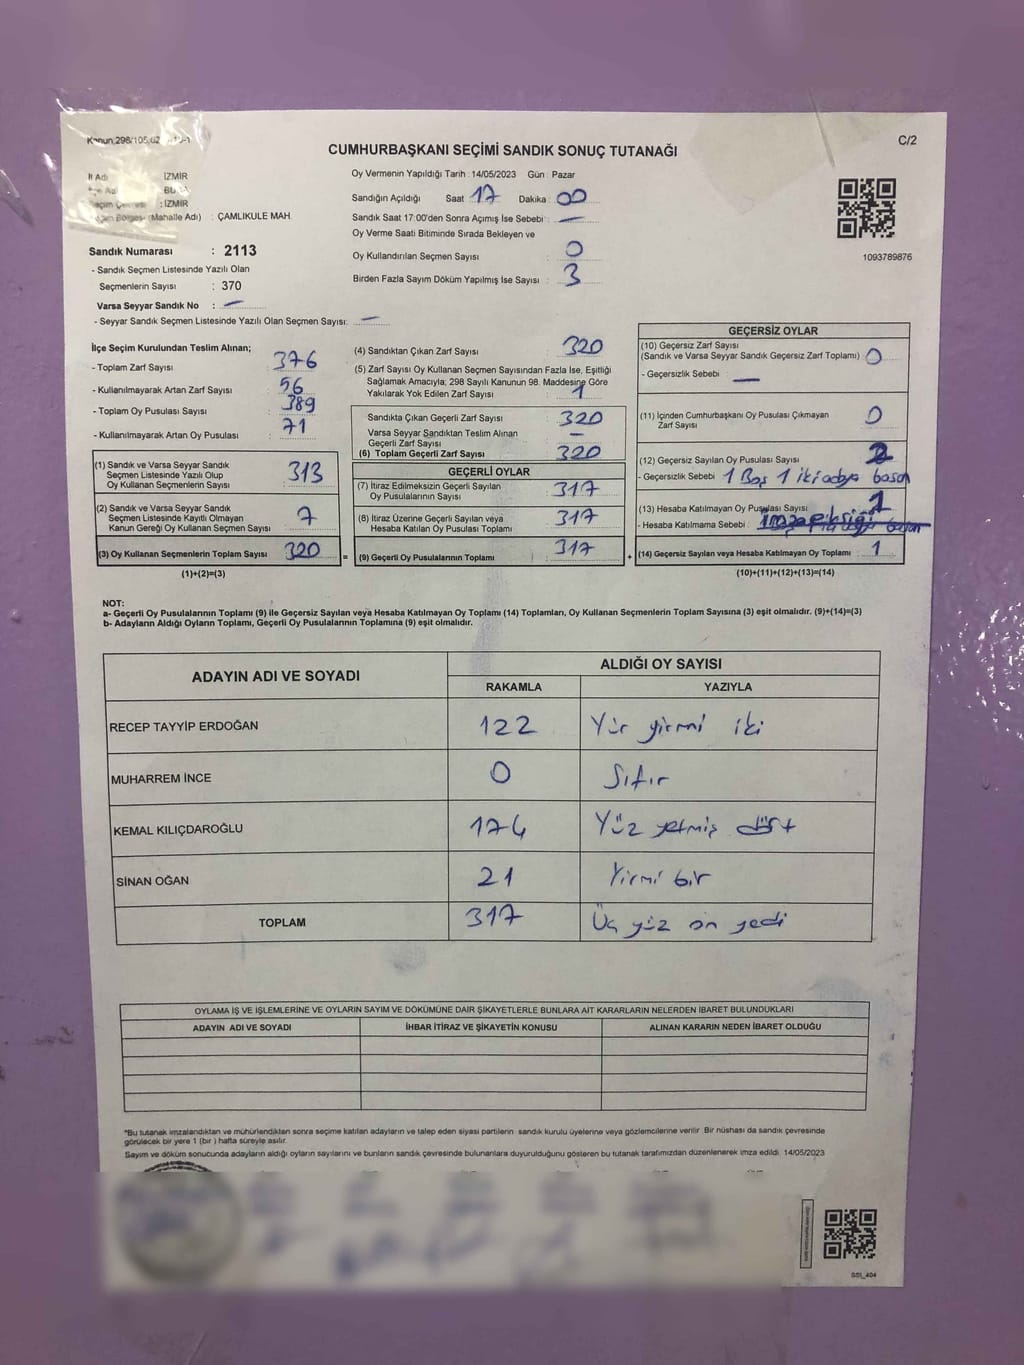 Kanun 298/105
C/2
CUMHURBAŞKANI SEÇİMİ SANDIK SONUÇ TUTANAĞI
İl Adı : İZMİR
: İZMİR
(Mahalle Adı) : ÇAMLIKULE MAH.
Sandık Numarası : 2113
- Sandık Seçmen Listesinde Yazılı Olan
Seçmenlerin Sayısı : 370
Varsa Seyyar Sandık No : —
- Seyyar Sandık Seçmen Listesinde Yazılı Olan Seçmen Sayısı: —
Oy Vermenin Yapıldığı Tarih : 14/05/2023 Gün : Pazar
Sandığın Açıldığı Saat 17 Dakika : 00
Sandık Saat 17:00'den Sonra Açılmış İse Sebebi : —
Oy Verme Saati Bitiminde Sırada Bekleyen ve
Oy Kullandırılan Seçmen Sayısı : 0
Birden Fazla Sayım Döküm Yapılmış İse Sayısı : 3
1093789876
İlçe Seçim Kurulundan Teslim Alınan;
- Toplam Zarf Sayısı : 376
- Kullanılmayarak Artan Zarf Sayısı : 56
- Toplam Oy Pusulası Sayısı : 389
- Kullanılmayarak Artan Oy Pusulası : 71
(1) Sandık ve Varsa Seyyar Sandık
Seçmen Listesinde Yazılı Olup
Oy Kullanan Seçmenlerin Sayısı : 313
(2) Sandık ve Varsa Seyyar Sandık
Seçmen Listesinde Kayıtlı Olmayan
Kanun Gereği Oy Kullanan Seçmen Sayısı : 7
(3) Oy Kullanan Seçmenlerin Toplam Sayısı : 320 =
(1)+(2)=(3)
(4) Sandıktan Çıkan Zarf Sayısı : 320
(5) Zarf Sayısı Oy Kullanan Seçmen Sayısından Fazla İse, Eşitliği
Sağlamak Amacıyla; 298 Sayılı Kanunun 98. Maddesine Göre
Yakılarak Yok Edilen Zarf Sayısı : 1
Sandıkta Çıkan Geçerli Zarf Sayısı : 320
Varsa Seyyar Sandıktan Teslim Alınan
Geçerli Zarf Sayısı : —
(6) Toplam Geçerli Zarf Sayısı : 320
GEÇERLİ OYLAR
(7) İtiraz Edilmeksizin Geçerli Sayılan
Oy Pusulalarının Sayısı : 317
(8) İtiraz Üzerine Geçerli Sayılan veya
Hesaba Katılan Oy Pusulası Toplamı : 317
(9) Geçerli Oy Pusulalarının Toplamı : 317 +
GEÇERSİZ OYLAR
(10) Geçersiz Zarf Sayısı
(Sandık ve Varsa Seyyar Sandık Geçersiz Zarf Toplamı) : 0
- Geçersizlik Sebebi : —
(11) İçinden Cumhurbaşkanı Oy Pusulası Çıkmayan
Zarf Sayısı : 0
(12) Geçersiz Sayılan Oy Pusulası Sayısı : 2
- Geçersizlik Sebebi 1 Boş 1 iki adya basan
(13) Hesaba Katılmayan Oy Pusulası Sayısı : 1
- Hesaba Katılmama Sebebi : imza eksiği
(14) Geçersiz Sayılan veya Hesaba Katılmayan Oy Toplamı : 1
(10)+(11)+(12)+(13)=(14)
NOT:
a- Geçerli Oy Pusulalarının Toplamı (9) ile Geçersiz Sayılan veya Hesaba Katılmayan Oy Toplamı (14) Toplamları, Oy Kullanan Seçmenlerin Toplam Sayısına (3) eşit olmalıdır. (9)+(14)=(3)
b- Adayların Aldığı Oyların Toplamı, Geçerli Oy Pusulalarının Toplamına (9) eşit olmalıdır.
ADAYIN ADI VE SOYADI ALDIĞI OY SAYISI
RAKAMLA YAZIYLA
RECEP TAYYİP ERDOĞAN 122 Yüz yirmi iki
MUHARREM İNCE 0 Sıfır
KEMAL KILIÇDAROĞLU 174 Yüz yetmiş dört
SİNAN OĞAN 21 Yirmi bir
TOPLAM 317 Üç yüz on yedi
OYLAMA İŞ VE İŞLEMLERİNE VE OYLARIN SAYIM VE DÖKÜMÜNE DAİR ŞİKAYETLERLE BUNLARA AİT KARARLARIN NELERDEN İBARET BULUNDUKLARI
ADAYIN ADI VE SOYADI İHBAR İTİRAZ VE ŞİKAYETİN KONUSU ALINAN KARARIN NEDEN İBARET OLDUĞU
*Bu tutanak imzalandıktan ve mühürlendikten sonra seçime katılan adayların ve talep eden siyasi partilerin sandık kurulu üyelerine veya gözlemcilerine verilir. Bir nüshası da sandık çevresinde
görülecek bir yere 1 (bir) hafta süreyle asılır.
Sayım ve döküm sonucunda adayların aldığı oyların sayılarını ve bunların sandık çevresinde bulunanlara duyurulduğunu gösteren bu tutanak tarafımızdan düzenlenerek imza edildi. 14/05/2023
SSI_404